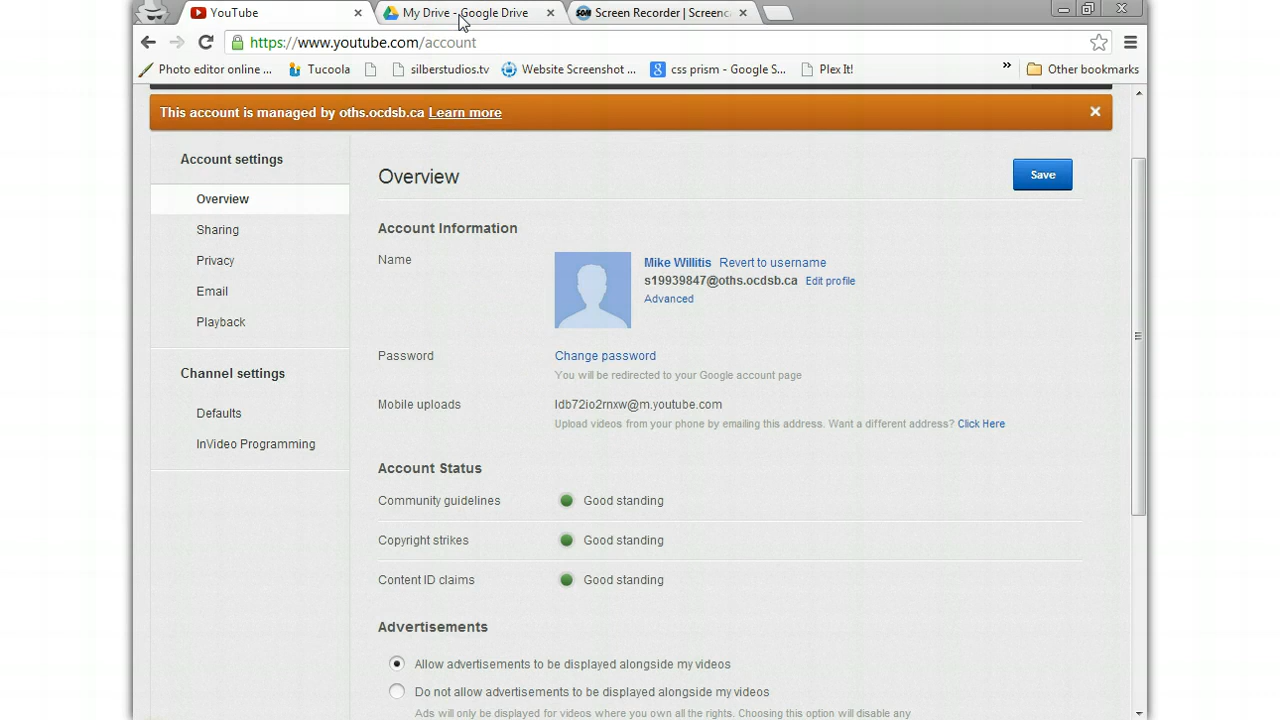 YouTube
My Drive - Google Drive
Screen Recorder | Screenc
https://www.youtube.com/account
Photo editor online ...
Tucoola
silberstudios.tv
Website Screenshot ...
css prism - Google S...
Plex It!
»
Other bookmarks
This account is managed by oths.ocdsb.ca Learn more
Account settings
Overview
Sharing
Privacy
Email
Playback
Channel settings
Defaults
InVideo Programming
Overview
Save
Account Information
Name
Mike Willitis Revert to username
s19939847@oths.ocdsb.ca Edit profile
Advanced
Password
Change password
You will be redirected to your Google account page
Mobile uploads
ldb72io2rnxw@m.youtube.com
Upload videos from your phone by emailing this address. Want a different address? Click Here
Account Status
Community guidelines
Good standing
Copyright strikes
Good standing
Content ID claims
Good standing
Advertisements
Allow advertisements to be displayed alongside my videos
Do not allow advertisements to be displayed alongside my videos
Ads will only be displayed for videos where you own all the rights. Choosing this option will disable any